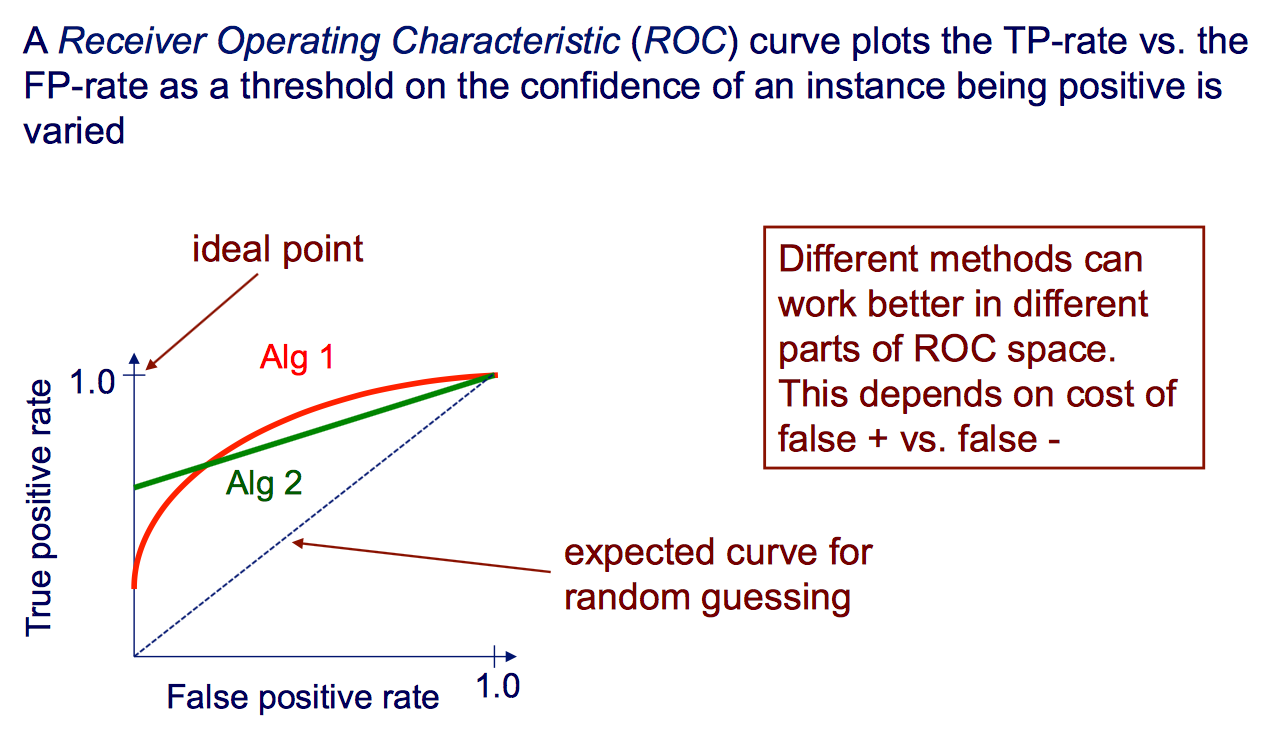 A Receiver Operating Characteristic (ROC) curve plots the TP-rate vs. the
FP-rate as a threshold on the confidence of an instance being positive is
varied
ideal point
Alg 1
1.0
Alg 2
True positive rate
False positive rate
1.0
expected curve for
random guessing
Different methods can
work better in different
parts of ROC space.
This depends on cost of
false + vs. false -